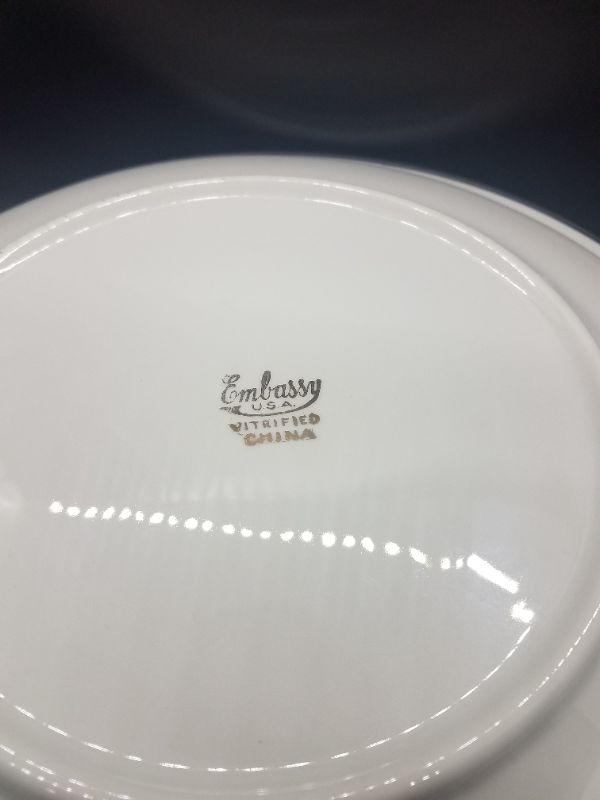 Embassy
U.S.A.
VITRIFIED
CHINA